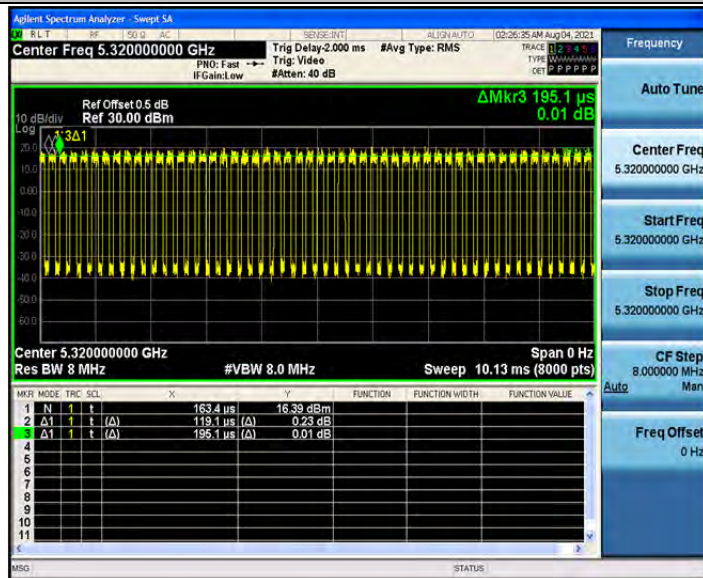 Agilent Spectrum Analyzer - Swept SA
RLT RF 50 Ω AC SENSE:INT ALIGN AUTO 02:26:35 AM Aug 04, 2021
Center Freq 5.320000000 GHz
PNO: Fast
IFGain:Low
Trig Delay-2.000 ms
Trig: Video
#Atten: 40 dB
#Avg Type: RMS
TRACE 1 2 3 4 5 6
TYPE
DET P P P P P P
Frequency
Auto Tune
Center Freq
5.320000000 GHz
Start Freq
5.320000000 GHz
Stop Freq
5.320000000 GHz
CF Step
8.000000 MHz
Auto Man
Freq Offset
0 Hz
ΔMkr3 195.1 µs
0.01 dB
Ref Offset 0.5 dB
10 dB/div Ref 30.00 dBm
Log
3Δ1
20.0
10.0
0.00
-10.0
-20.0
-30.0
-40.0
-50.0
-60.0
Center 5.320000000 GHz Span 0 Hz
Res BW 8 MHz #VBW 8.0 MHz Sweep 10.13 ms (8000 pts)
MKR MODE TRC SCL X Y FUNCTION FUNCTION WIDTH FUNCTION VALUE
1 N 1 t 163.4 µs 16.39 dBm
2 Δ1 1 t (Δ) 119.1 µs (Δ) 0.23 dB
3 Δ1 1 t (Δ) 195.1 µs (Δ) 0.01 dB
4
5
6
7
8
9
10
11
MSG STATUS